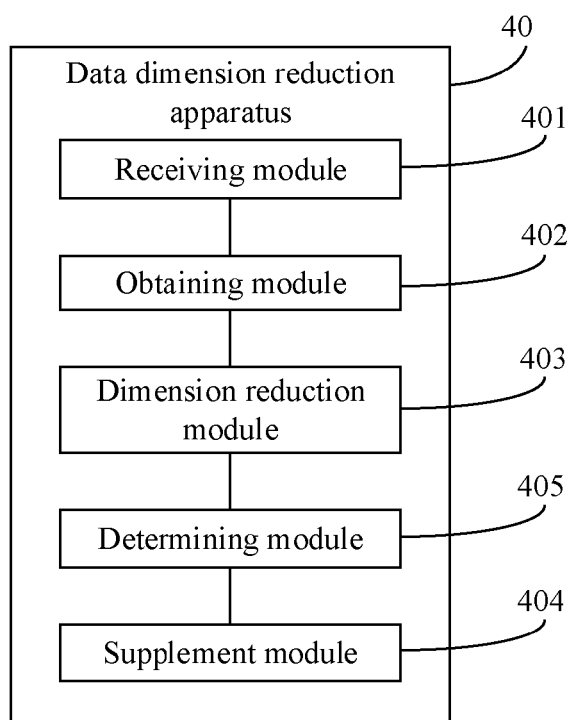 40
Data dimension reduction
apparatus
401
Receiving module
402
Obtaining module
403
Dimension reduction
module
405
Determining module
404
Supplement module